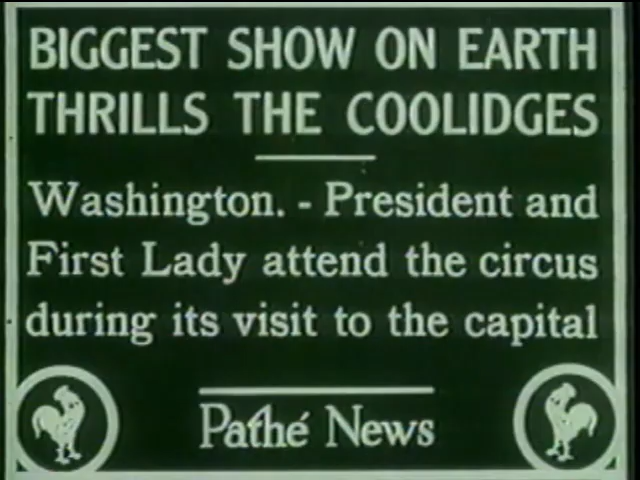 BIGGEST SHOW ON EARTH
THRILLS THE COOLIDGES
Washington. - President and
First Lady attend the circus
during its visit to the capital
Pathé News